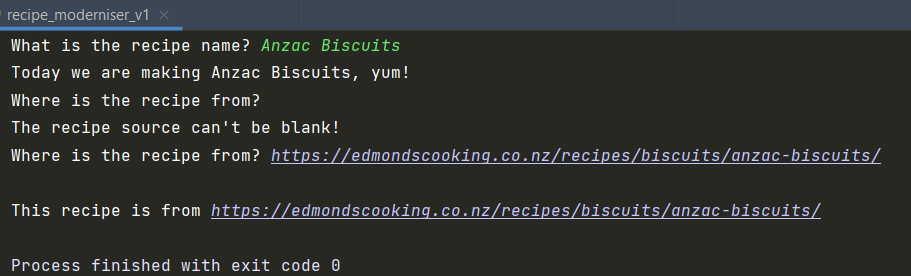 recipe_moderniser_v1
What is the recipe name? Anzac Biscuits
Today we are making Anzac Biscuits, yum!
Where is the recipe from?
The recipe source can't be blank!
Where is the recipe from? https://edmondscooking.co.nz/recipes/biscuits/anzac-biscuits/
This recipe is from https://edmondscooking.co.nz/recipes/biscuits/anzac-biscuits/
Process finished with exit code 0